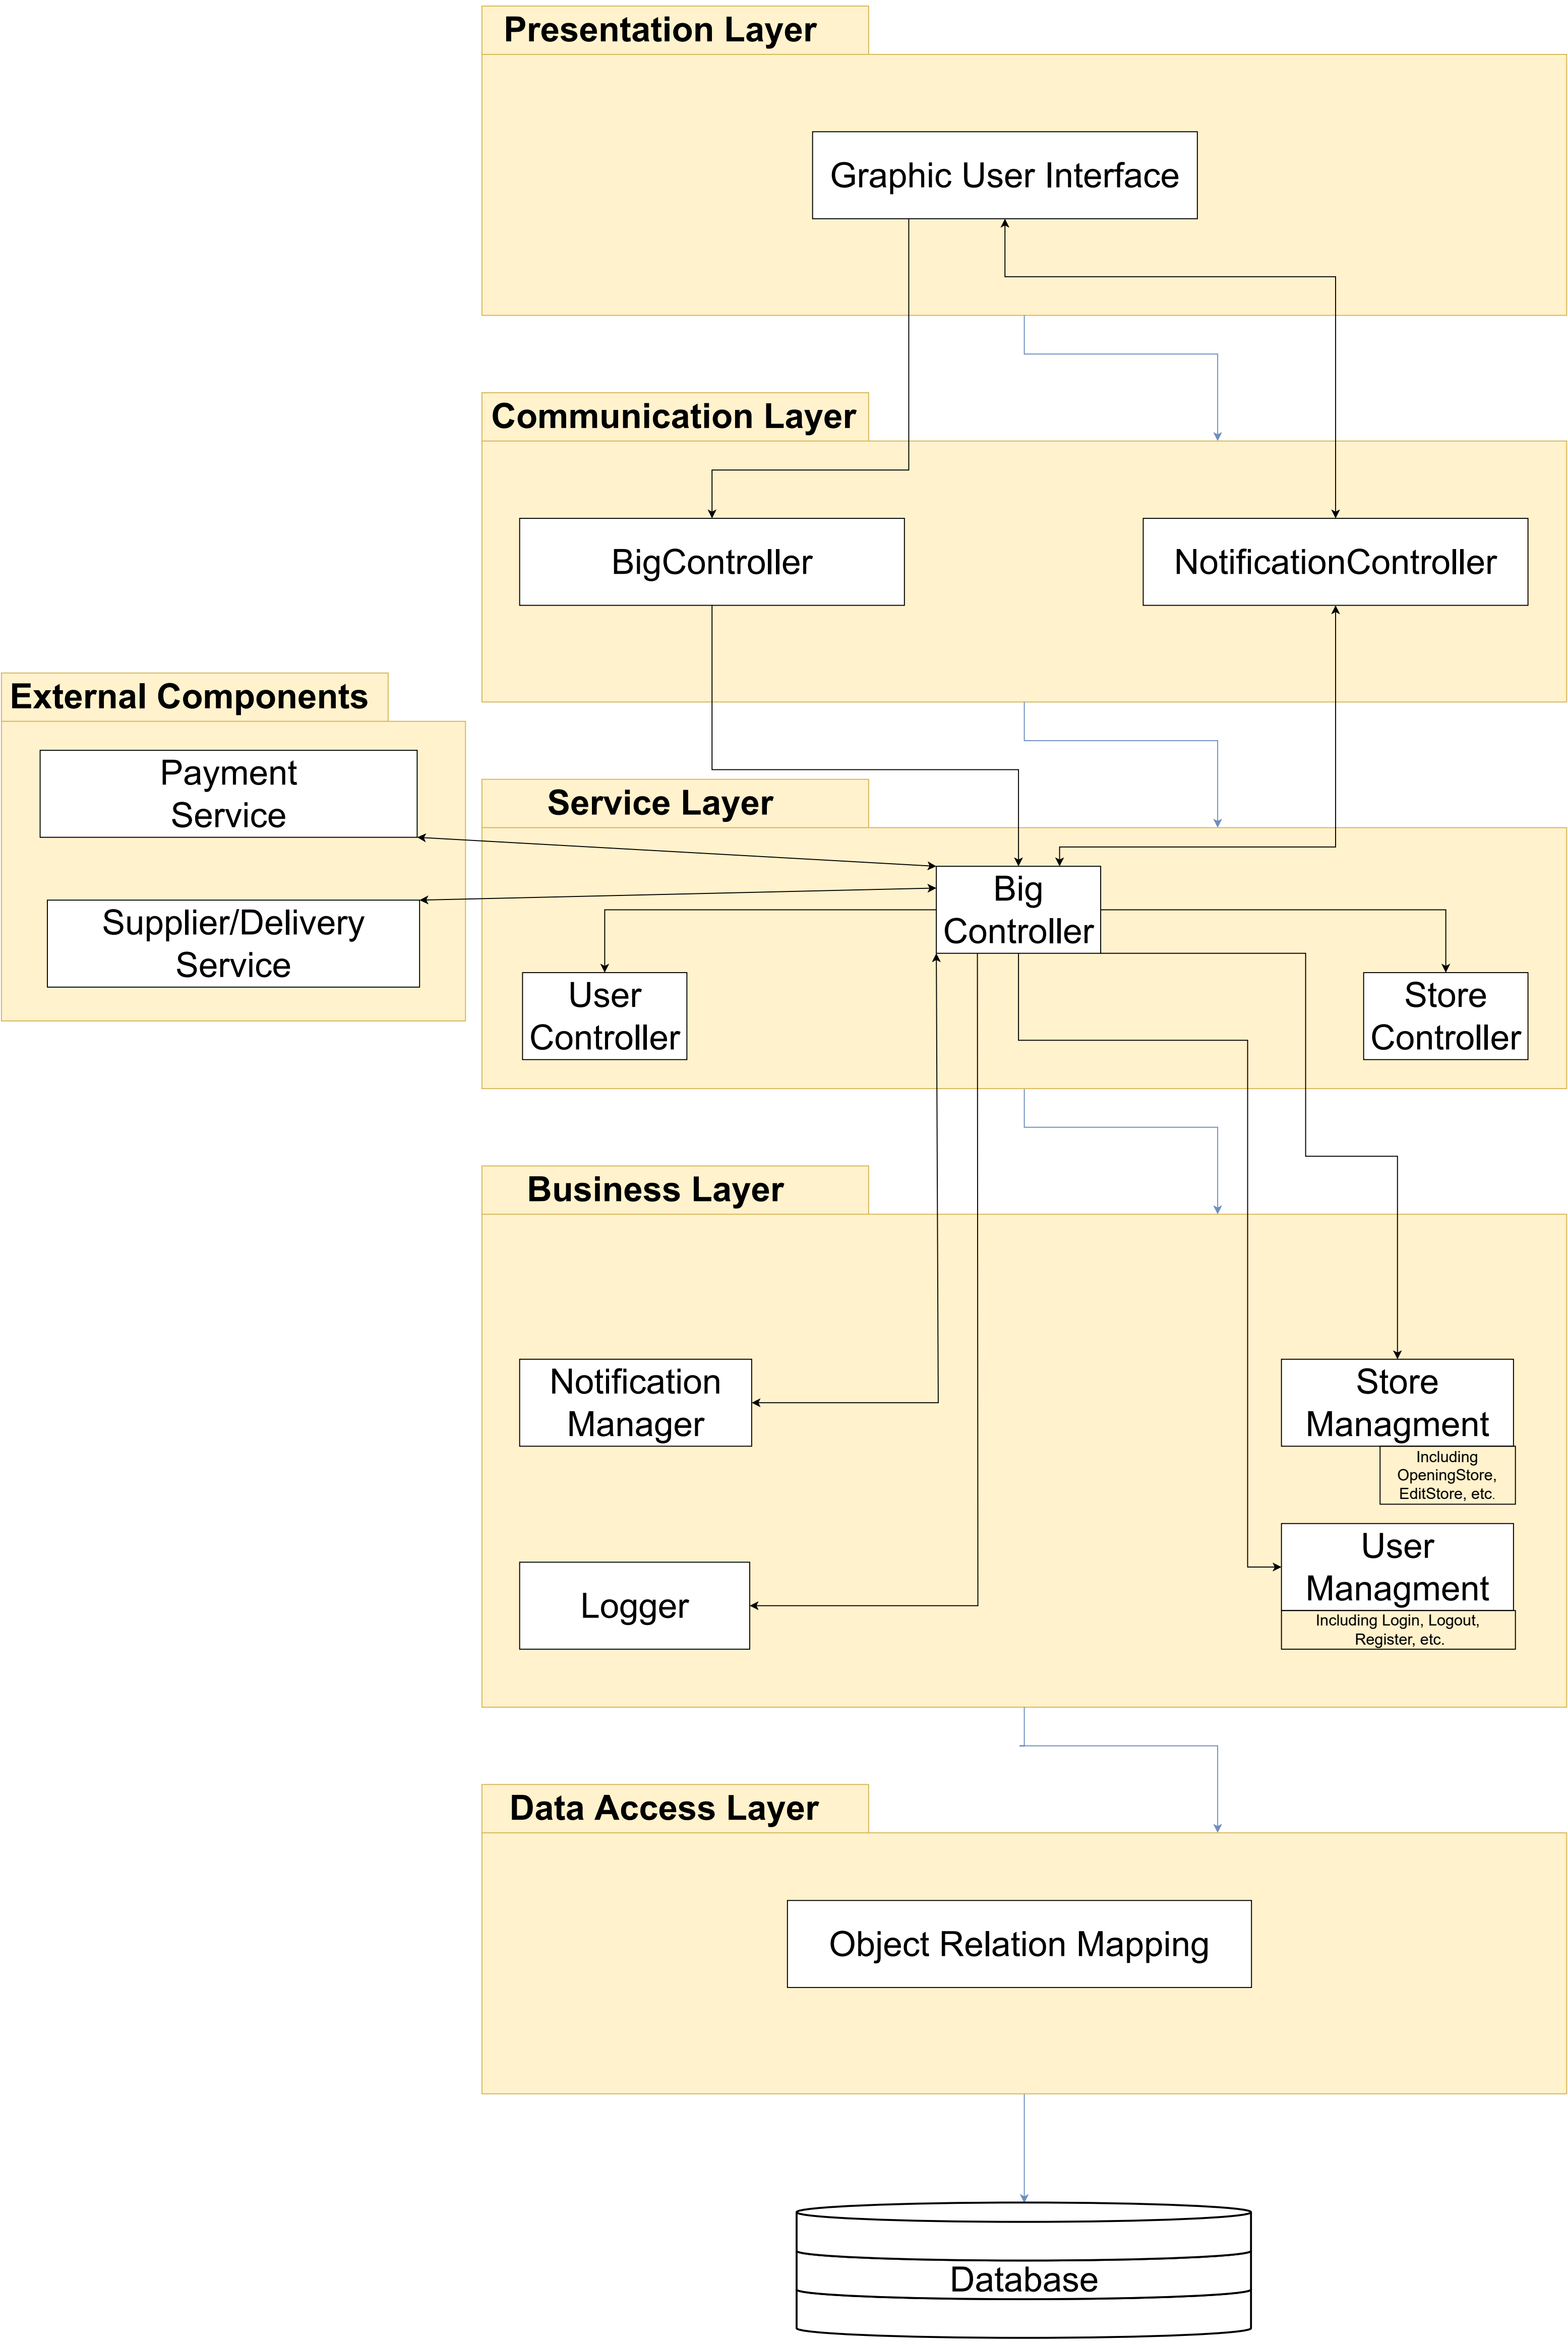 Presentation Layer
Graphic User Interface
Communication Layer
BigController
NotificationController
External Components
Payment
Service
Supplier/Delivery
Service
Service Layer
Big
Controller
User
Controller
Store
Controller
Business Layer
Notification
Manager
Store
Managment
Including
OpeningStore,
EditStore, etc.
User
Managment
Including Login, Logout,
Register, etc.
Logger
Data Access Layer
Object Relation Mapping
Database